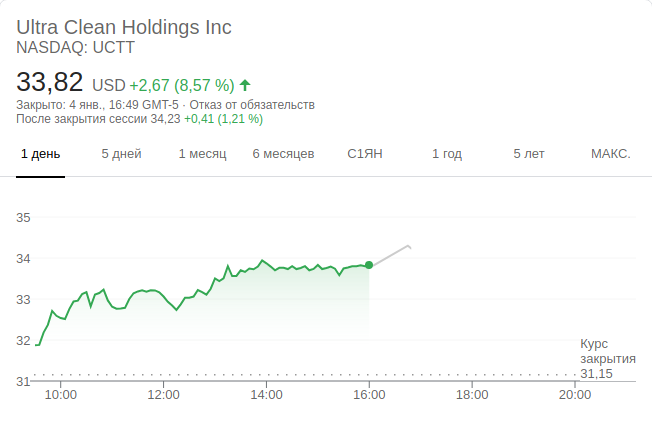 Ultra Clean Holdings Inc
NASDAQ: UCTT
33,82 USD +2,67 (8,57 %)
Закрыто: 4 янв., 16:49 GMT-5 · Отказ от обязательств
После закрытия сессии 34,23 +0,41 (1,21 %)
1 день 5 дней 1 месяц 6 месяцев С1ЯН 1 год 5 лет МАКС.
35
34
33
32
Курс
закрытия
31,15
31
10:00 12:00 14:00 16:00 18:00 20:00